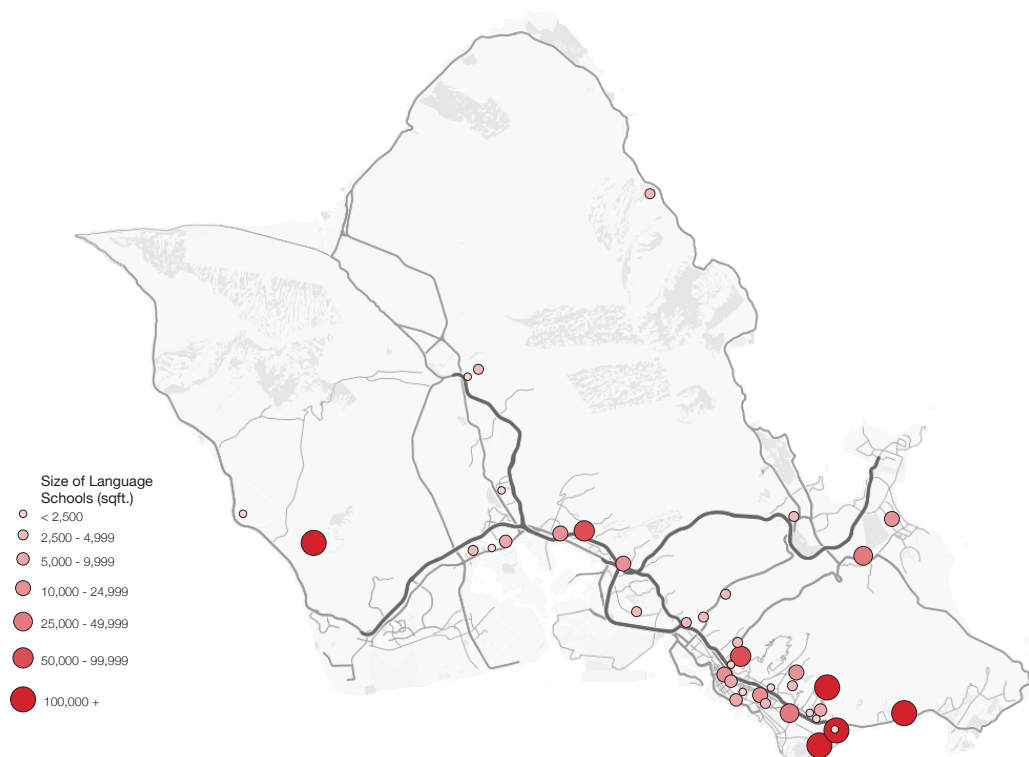 Size of Language
Schools (sqft.)
< 2,500
2,500 - 4,999
5,000 - 9,999
10,000 - 24,999
25,000 - 49,999
50,000 - 99,999
100,000 +